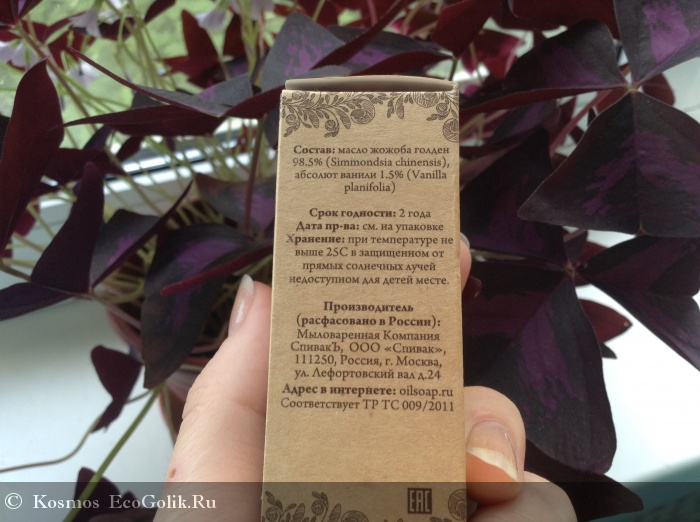 Состав: масло жожоба голден
98.5% (Simmondsia chinensis),
абсолют ванили 1.5% (Vanilla
planifolia)
Срок годности: 2 года
Дата пр-ва: см. на упаковке
Хранение: при температуре не
выше 25С в защищенном от
прямых солнечных лучей
недоступном для детей месте.
Производитель
(расфасовано в России):
Мыловаренная Компания
СпивакЪ, ООО «Спивак»,
111250, Россия, г. Москва,
ул. Лефортовский вал д.24
Адрес в интернете: oilsoap.ru
Соответствует ТР ТС 009/2011
EAC
© Kosmos EcoGolik.Ru